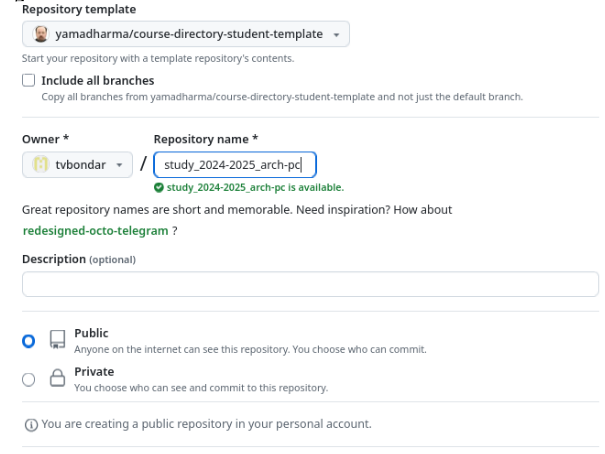 Repository template
yamadharma/course-directory-student-template
Start your repository with a template repository's contents.
Include all branches
Copy all branches from yamadharma/course-directory-student-template and not just the default branch.
Owner * Repository name *
tvbondar / study_2024-2025_arch-pc
study_2024-2025_arch-pc is available.
Great repository names are short and memorable. Need inspiration? How about
redesigned-octo-telegram ?
Description (optional)
Public
Anyone on the internet can see this repository. You choose who can commit.
Private
You choose who can see and commit to this repository.
You are creating a public repository in your personal account.